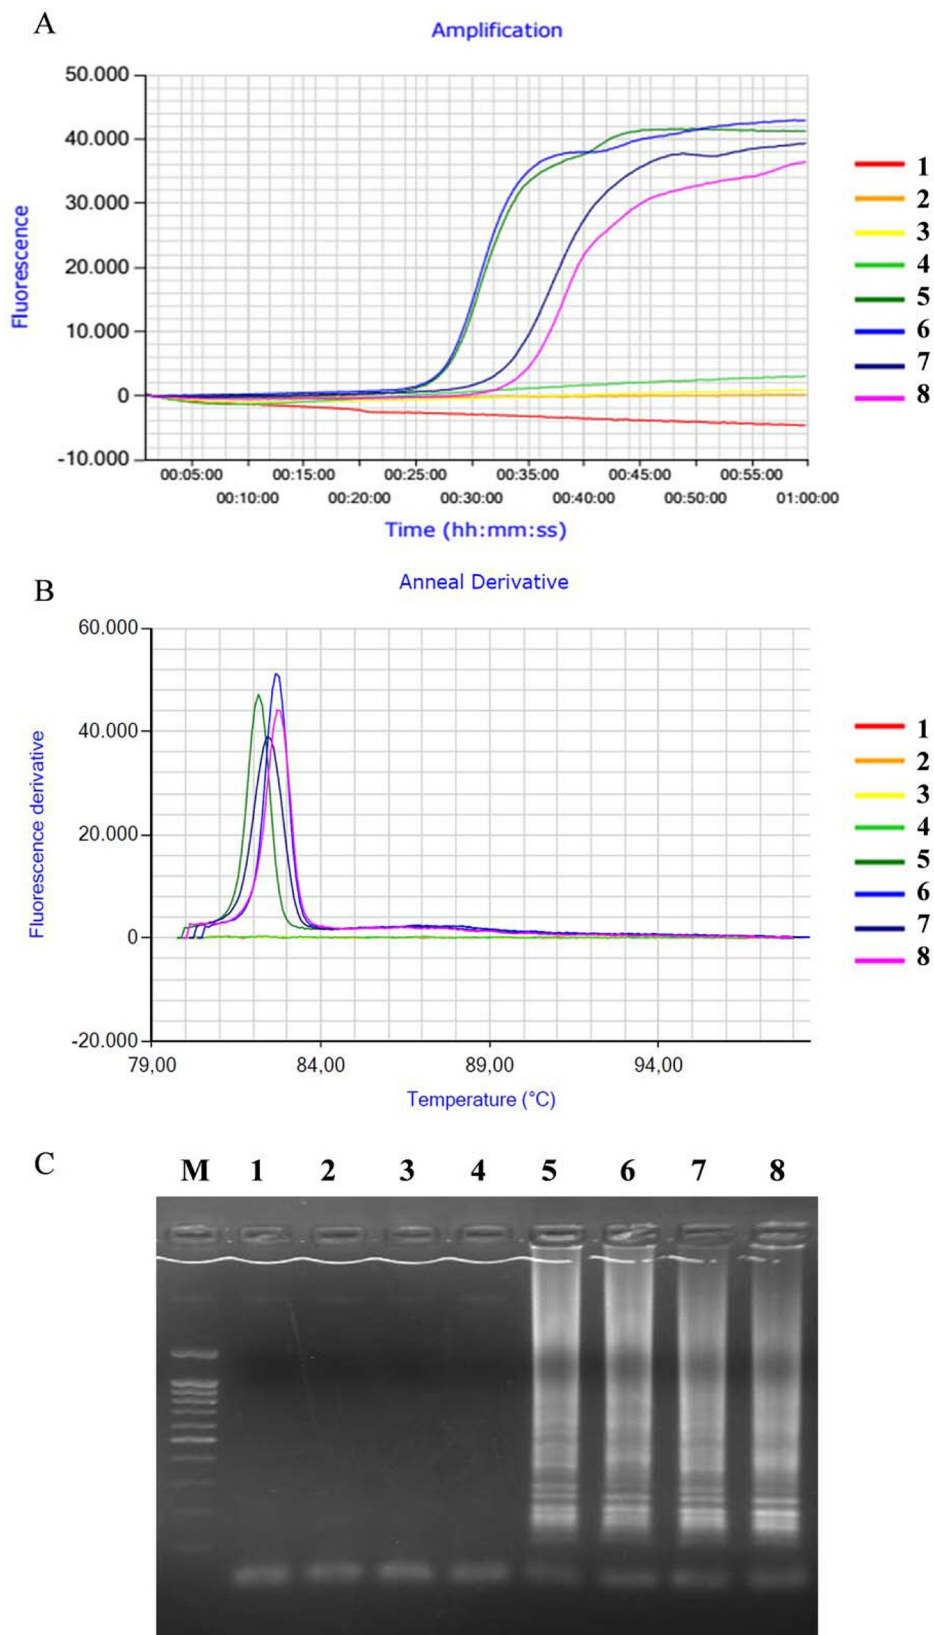 A
Amplification
50.000
40.000
30.000
20.000
10.000
0
-10.000
Fluorescence
00:05:00 00:15:00 00:25:00 00:35:00 00:45:00 00:55:00
00:10:00 00:20:00 00:30:00 00:40:00 00:50:00 01:00:00
Time (hh:mm:ss)
1
2
3
4
5
6
7
8
B
Anneal Derivative
60.000
40.000
20.000
0
-20.000
Fluorescence derivative
79,00 84,00 89,00 94,00
Temperature (°C)
1
2
3
4
5
6
7
8
C
M 1 2 3 4 5 6 7 8